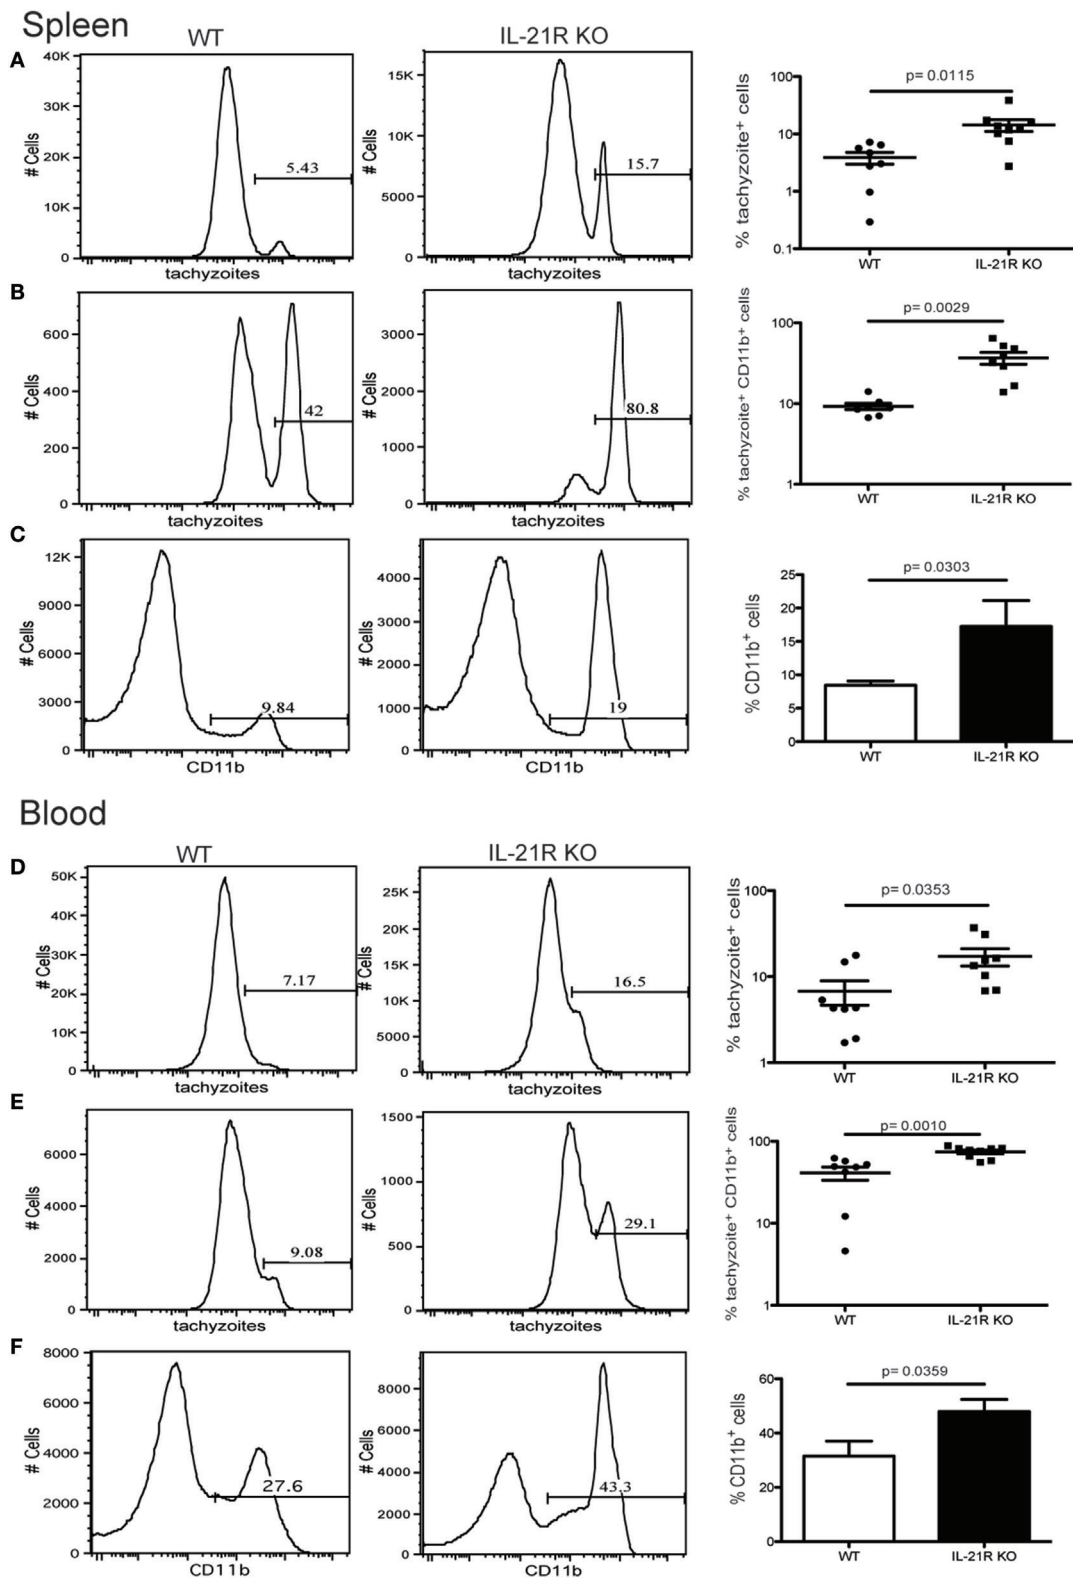 Spleen
WT
IL-21R KO
A
# Cells
40K
30K
20K
10K
0
5.43
tachyzoites
# Cells
15K
10K
5000
0
15.7
tachyzoites
% tachyzoite+ cells
100
10
1
0.1
p= 0.0115
WT
IL-21R KO
B
# Cells
600
400
200
0
42
tachyzoites
# Cells
3000
2000
1000
0
80.8
tachyzoites
% tachyzoite+ CD11b+ cells
100
10
1
p= 0.0029
WT
IL-21R KO
C
# Cells
12K
9000
6000
3000
0
9.84
CD11b
# Cells
4000
3000
2000
1000
0
19
CD11b
% CD11b+ cells
25
20
15
10
5
0
p= 0.0303
WT
IL-21R KO
Blood
WT
IL-21R KO
D
# Cells
50K
40K
30K
20K
10K
0
7.17
tachyzoites
# Cells
25K
20K
15K
10K
5000
0
16.5
tachyzoites
% tachyzoite+ cells
100
10
1
p= 0.0353
WT
IL-21R KO
E
# Cells
6000
4000
2000
0
9.08
tachyzoites
# Cells
1500
1000
500
0
29.1
tachyzoites
% tachyzoite+ CD11b+ cells
100
10
1
p= 0.0010
WT
IL-21R KO
F
# Cells
8000
6000
4000
2000
0
27.6
CD11b
# Cells
8000
6000
4000
2000
0
43.3
CD11b
% CD11b+ cells
60
40
20
0
p= 0.0359
WT
IL-21R KO